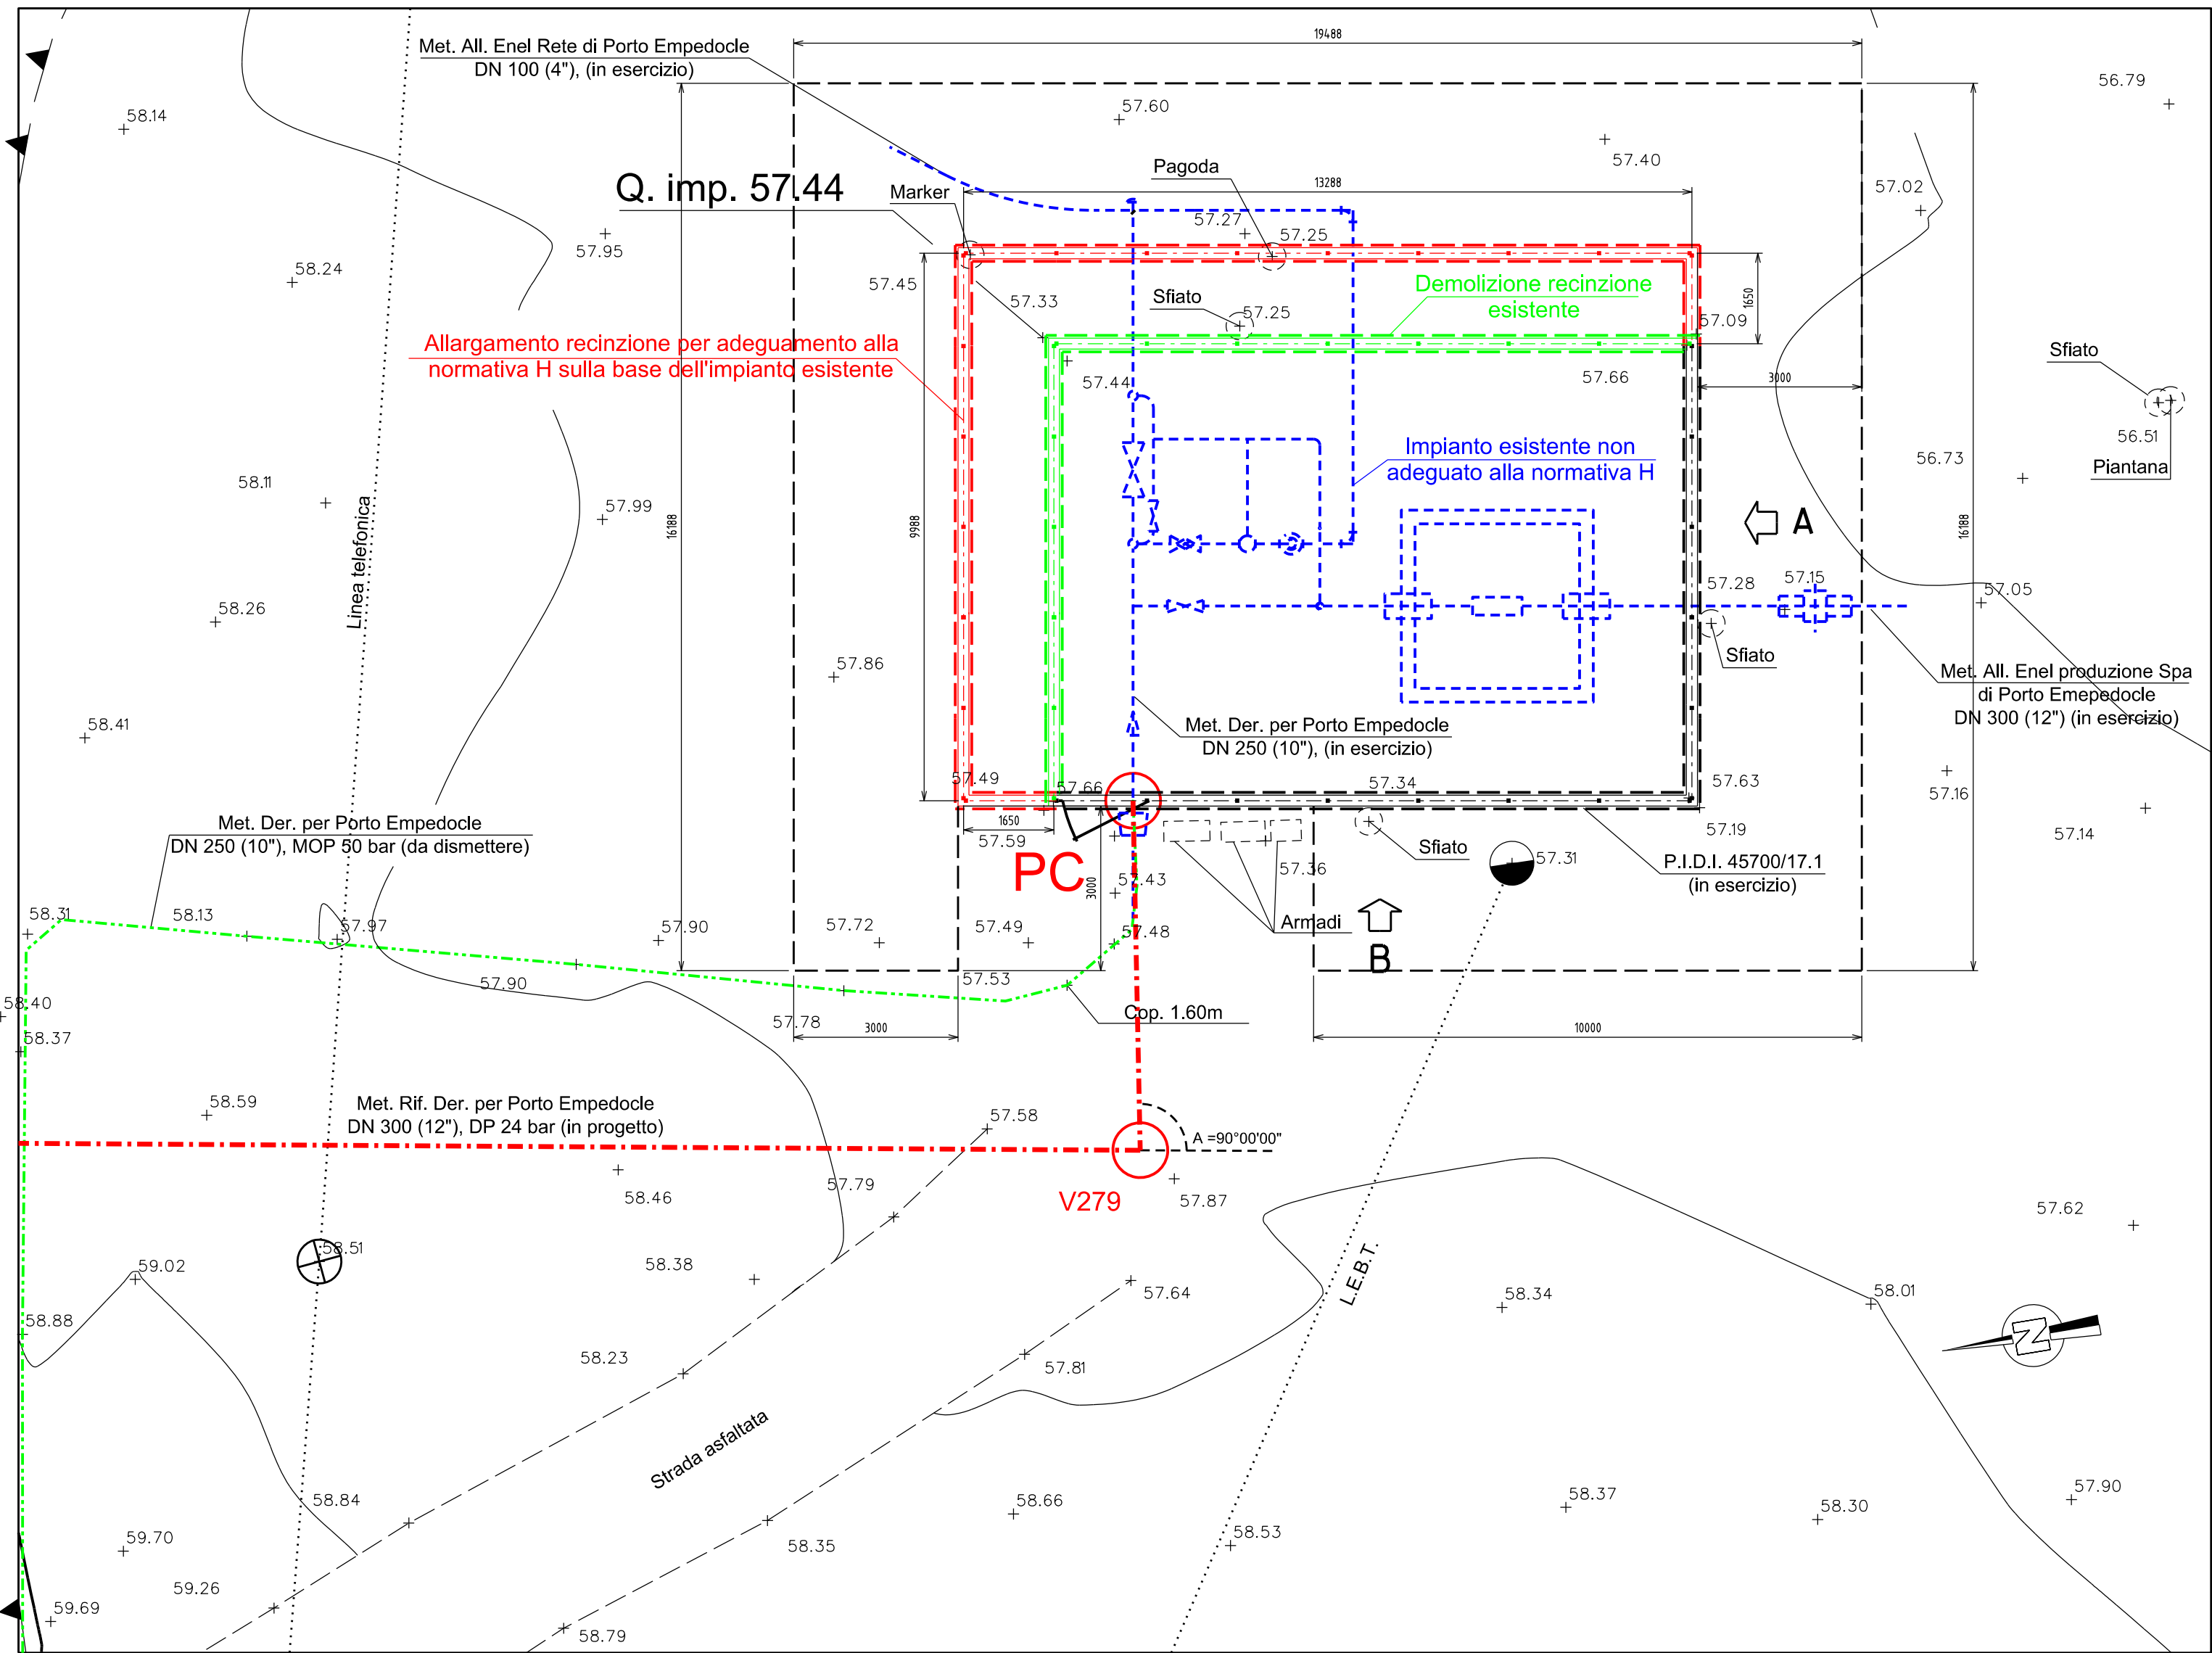 19488
Met. All. Enel Rete di Porto Empedocle
DN 100 (4"), (in esercizio)
56.79
58.14
57.60
57.40
Pagoda
Q. imp. 57.44
Marker
13288
57.02
57.27
57.25
57.95
58.24
57.45
57.33
Sfiato
57.25
Demolizione recinzione
esistente
1650
57.09
Allargamento recinzione per adeguamento alla
normativa H sulla base dell'impianto esistente
57.44
57.66
3000
Sfiato
56.51
Piantana
Impianto esistente non
adeguato alla normativa H
56.73
58.11
57.99
16188
9988
16188
A
Linea telefonica
58.26
57.28
57.15
57.05
57.86
Sfiato
Met. All. Enel produzione Spa
di Porto Emepedocle
DN 300 (12") (in esercizio)
58.41
Met. Der. per Porto Empedocle
DN 250 (10"), (in esercizio)
57.49
57.66
57.34
57.63
57.16
Met. Der. per Porto Empedocle
DN 250 (10"), MOP 50 bar (da dismettere)
1650
57.59
57.19
57.14
PC
3000
57.43
57.36
Sfiato
57.31
P.I.D.I. 45700/17.1
(in esercizio)
58.31
58.13
57.97
57.90
57.72
57.49
57.48
Armadi
B
57.90
57.53
58.40
58.37
57.78
3000
Cop. 1.60m
10000
58.59
Met. Rif. Der. per Porto Empedocle
DN 300 (12"), DP 24 bar (in progetto)
57.58
A =90°00'00"
58.46
57.79
V279
57.87
57.62
58.51
59.02
58.38
57.64
L.E.B.T.
58.34
58.01
58.88
58.23
57.81
N
Strada asfaltata
58.84
58.66
58.37
58.30
57.90
59.70
58.35
58.53
59.26
59.69
58.79